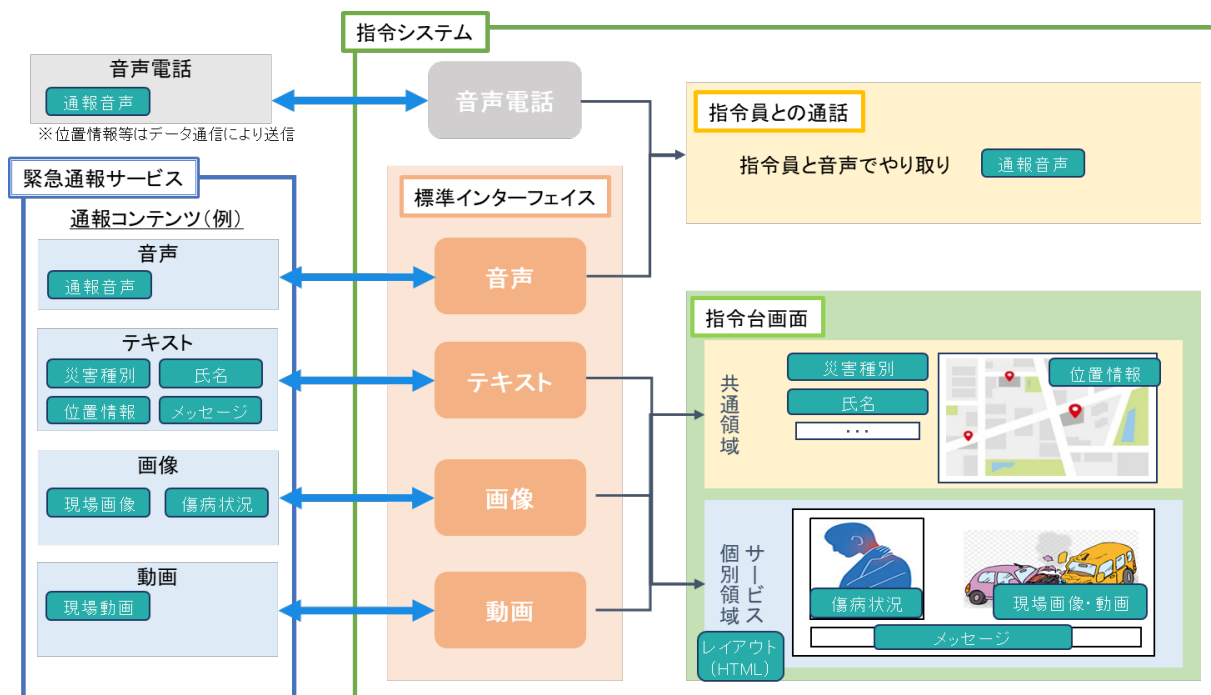 指令システム
音声電話
通報音声
※位置情報等はデータ通信により送信
音声電話
指令員との通話
指令員と音声でやり取り
通報音声
緊急通報サービス
通報コンテンツ(例)
音声
通報音声
テキスト
災害種別
氏名
位置情報
メッセージ
画像
現場画像
傷病状況
動画
現場動画
標準インターフェイス
音声
テキスト
画像
動画
指令台画面
共通領域
災害種別
氏名
・・・
位置情報
サービス
個別領域
傷病状況
現場画像・動画
メッセージ
レイアウト
(HTML)